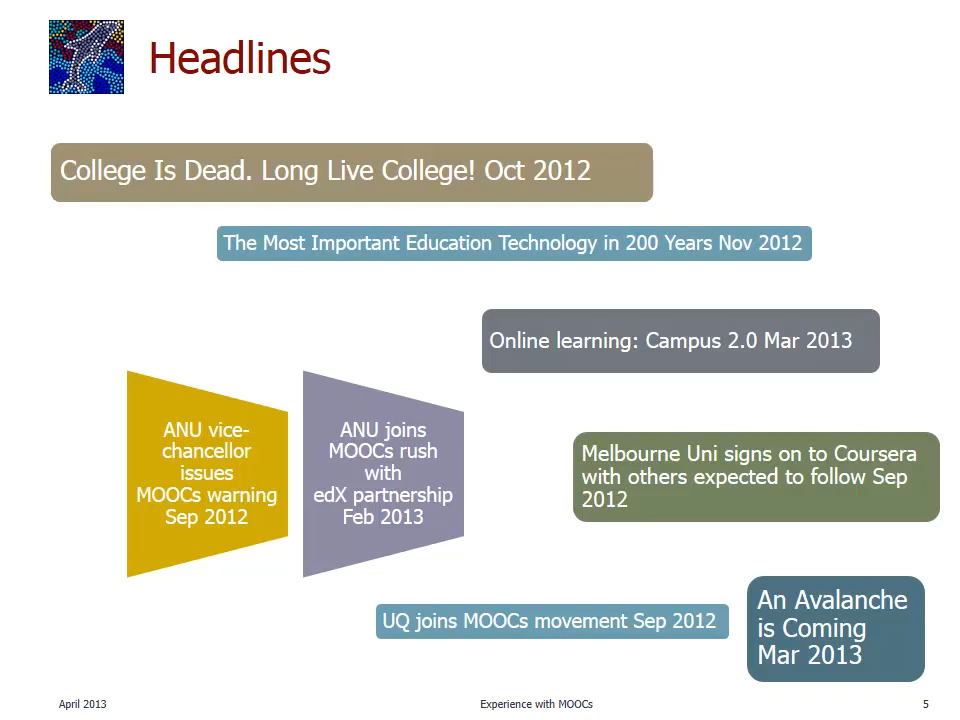 Headlines
College Is Dead. Long Live College! Oct 2012
The Most Important Education Technology in 200 Years Nov 2012
Online learning: Campus 2.0 Mar 2013
ANU vice-
chancellor
issues
MOOCs warning
Sep 2012
ANU joins
MOOCs rush
with
edX partnership
Feb 2013
Melbourne Uni signs on to Coursera
with others expected to follow Sep
2012
UQ joins MOOCs movement Sep 2012
An Avalanche
is Coming
Mar 2013
April 2013
Experience with MOOCs
5